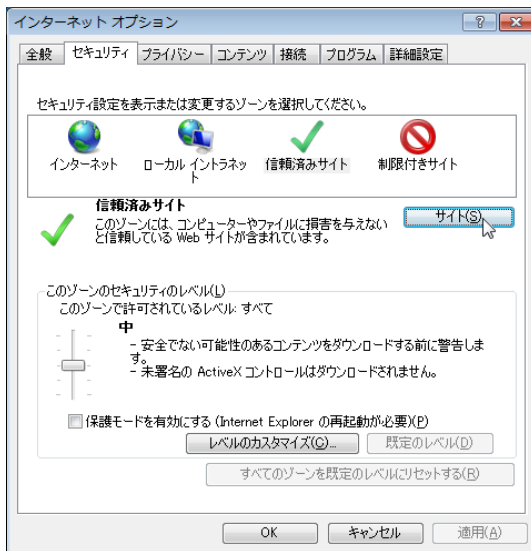 インターネット オプション
全般 セキュリティ プライバシー コンテンツ 接続 プログラム 詳細設定
セキュリティ設定を表示または変更するゾーンを選択してください。
インターネット ローカル イントラネッ
ト 信頼済みサイト 制限付きサイト
信頼済みサイト
このゾーンには、コンピューターやファイルに損害を与えない
と信頼している Web サイトが含まれています。
サイト(S)
このゾーンのセキュリティのレベル(L)
このゾーンで許可されているレベル: すべて
中
- 安全でない可能性のあるコンテンツをダウンロードする前に警告しま
す。
- 未署名の ActiveX コントロールはダウンロードされません。
保護モードを有効にする (Internet Explorer の再起動が必要)(P)
レベルのカスタマイズ(C)... 既定のレベル(D)
すべてのゾーンを既定のレベルにリセットする(R)
OK キャンセル 適用(A)